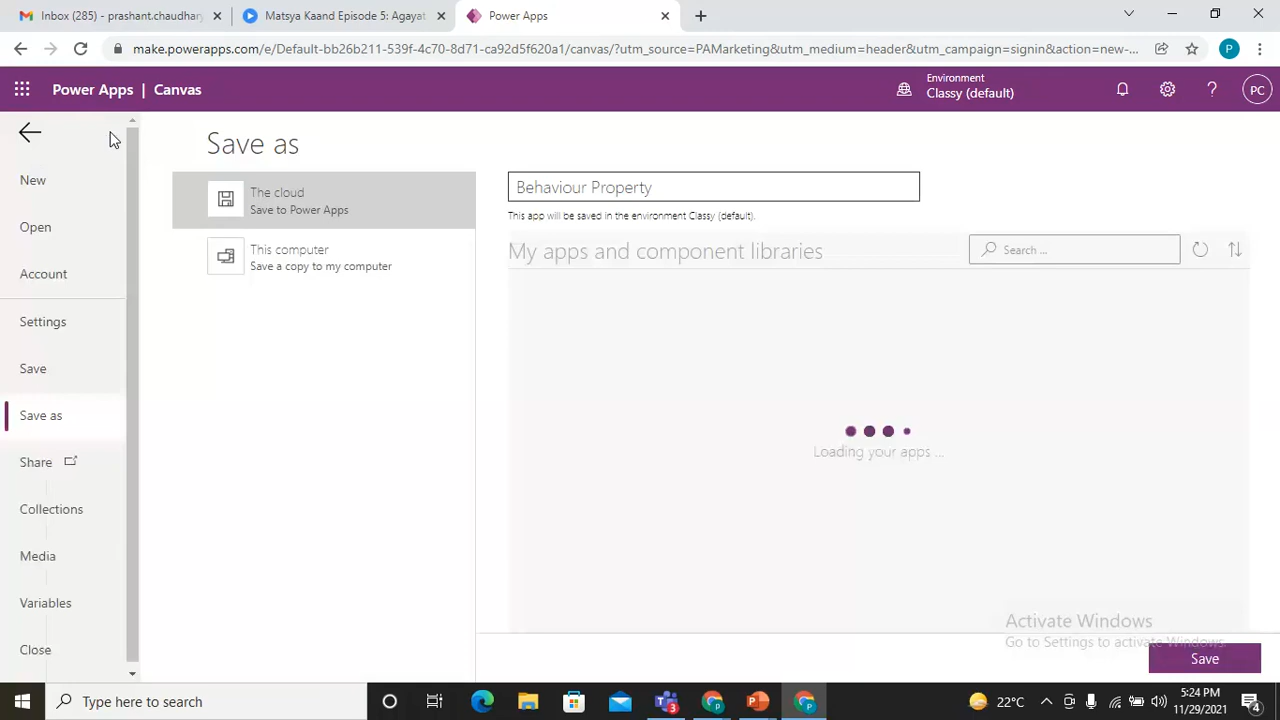 Inbox (285) - prashant.chaudhary
Matsya Kaand Episode 5: Agayat
Power Apps
make.powerapps.com/e/Default-bb26b211-539f-4c70-8d71-ca92d5f620a1/canvas/?utm_source=PAMarketing&utm_medium=header&utm_campaign=signin&action=new-...
P
Power Apps | Canvas
Environment
Classy (default)
?
PC
Save as
New
Open
Account
Settings
Save
Save as
Share
Collections
Media
Variables
Close
The cloud
Save to Power Apps
This computer
Save a copy to my computer
Behaviour Property
This app will be saved in the environment Classy (default).
My apps and component libraries
Search ...
Loading your apps ...
Activate Windows
Go to Settings to activate Windows.
Save
Type here to search
3
22°C
5:24 PM
11/29/2021
4